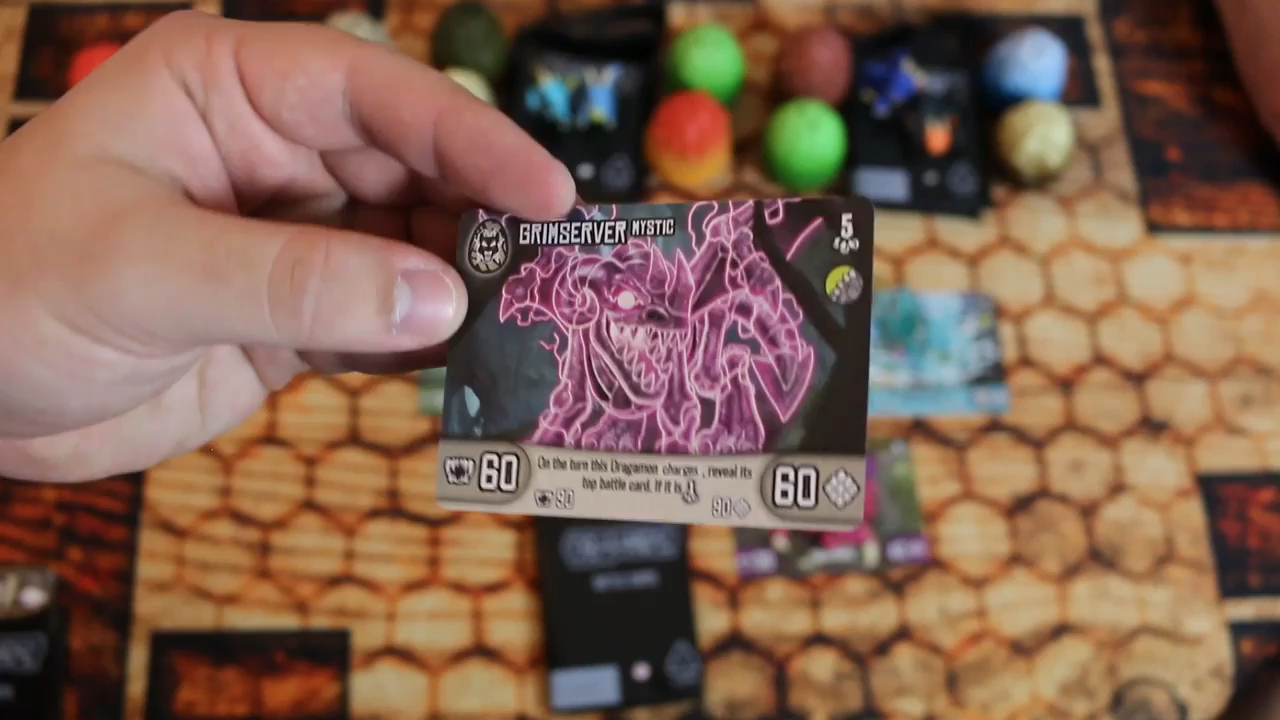 GRIMSERVER MYSTIC
5
60
On the turn this Dragamon charges , reveal its
top battle card. If it is
90
90
60